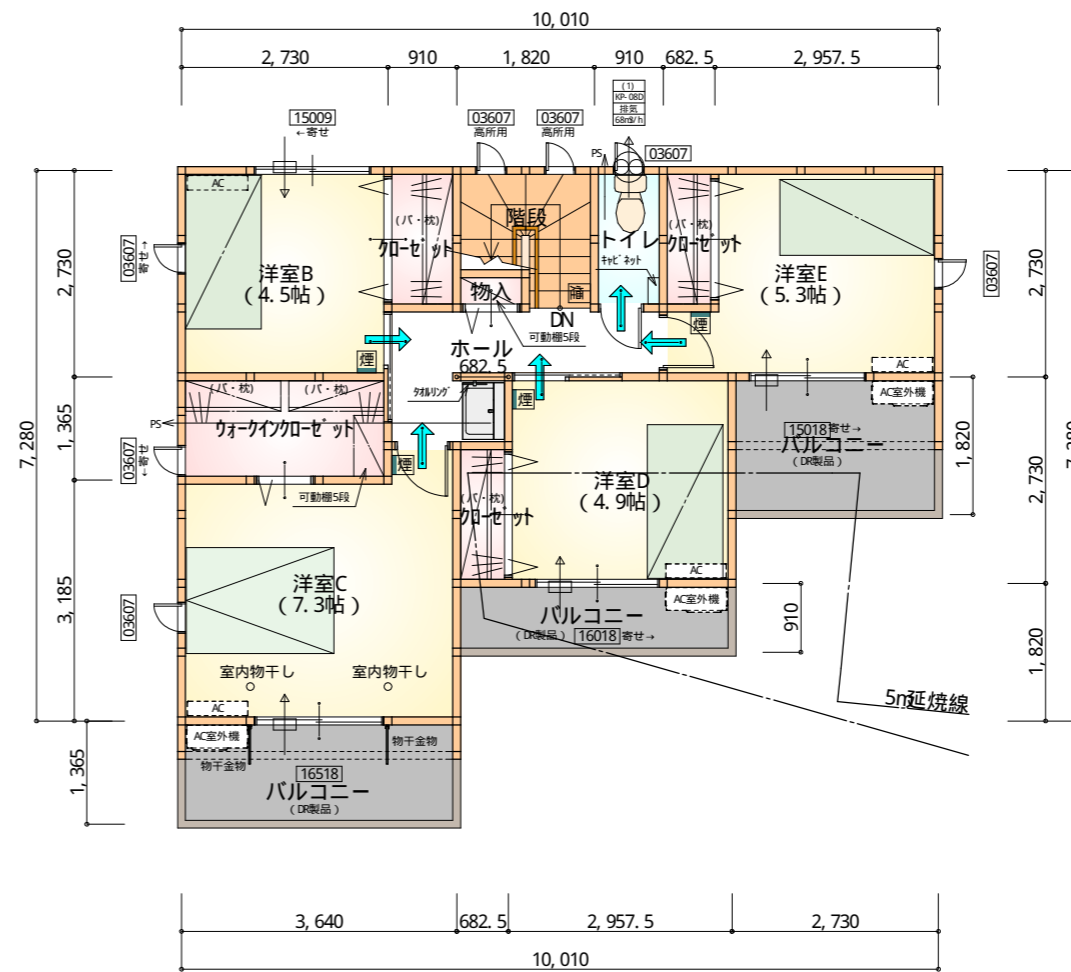 10,010
2,730
910
1,820
910
682.5
2,957.5
(1)
KP-08D
排気
68m3/h
15009
←寄せ
03607
高所用
03607
高所用
PS
03607
AC
(パ・枕)
クローゼット
階段
トイレ
キャビネット
(パ・枕)
クローゼット
洋室B
(4.5帖)
洋室E
(5.3帖)
03607
寄せ→
03607
物入
DN
可動棚5段
煙
煙
煙
ホール
682.5
AC
AC室外機
タオルリング
煙
(パ・枕)
(パ・枕)
PS
ウォークインクローゼット
03607
←寄せ
可動棚5段
煙
15018
寄せ→
バルコニー
(DR製品)
洋室D
(4.9帖)
(パ・枕)
クローゼット
AC
AC室外機
バルコニー
(DR製品)
16018
寄せ→
洋室C
(7.3帖)
03607
室内物干し
室内物干し
AC
AC室外機
物干金物
物干金物
16518
バルコニー
(DR製品)
5m延焼線
7,280
2,730
1,365
3,185
1,365
2,730
1,820
2,730
910
1,820
7,280
3,640
682.5
2,957.5
2,730
10,010